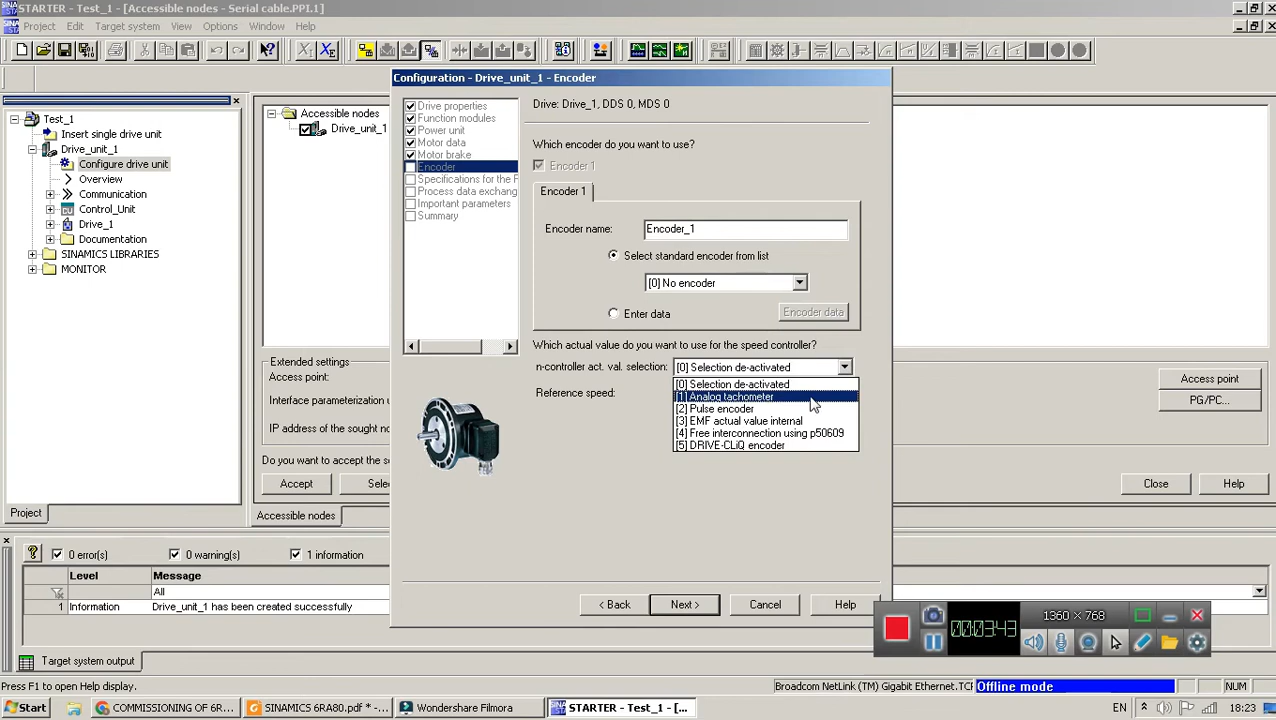 STARTER - Test_1 - [Accessible nodes - Serial cable.PPI.1]
Project Edit Target system View Options Window Help
Configuration - Drive_unit_1 - Encoder
Test_1
Insert single drive unit
Drive_unit_1
Configure drive unit
Overview
Communication
Control_Unit
Drive_1
Documentation
SINAMICS LIBRARIES
MONITOR
Project
Accessible nodes
Drive_unit_1
Extended settings
Access point:
Interface parameterization u
IP address of the sought no
Do you want to accept the s
Accept
Sele
Accessible nodes
Drive properties
Function modules
Power unit
Motor data
Motor brake
Encoder
Specifications for the F
Process data exchang
Important parameters
Summary
Drive: Drive_1, DDS 0, MDS 0
Which encoder do you want to use?
Encoder 1
Encoder 1
Encoder name: Encoder_1
Select standard encoder from list
[0] No encoder
Enter data Encoder data
Which actual value do you want to use for the speed controller?
n-controller act. val. selection: [0] Selection de-activated
Reference speed:
[0] Selection de-activated
[1] Analog tachometer
[2] Pulse encoder
[3] EMF actual value internal
[4] Free interconnection using p50609
[5] DRIVE-CLiQ encoder
< Back Next > Cancel Help
Access point
PG/PC...
Close Help
0 error(s) 0 warning(s) 1 information
Level Message
All
1 Information Drive_unit_1 has been created successfully
Target system output
1360 × 768
00:03:43
Press F1 to open Help display.
Broadcom NetLink (TM) Gigabit Ethernet.TCP
Offline mode
NUM
Start
COMMISSIONING OF 6R...
SINAMICS 6RA80.pdf * -...
Wondershare Filmora
STARTER - Test_1 - [...
EN
18:23